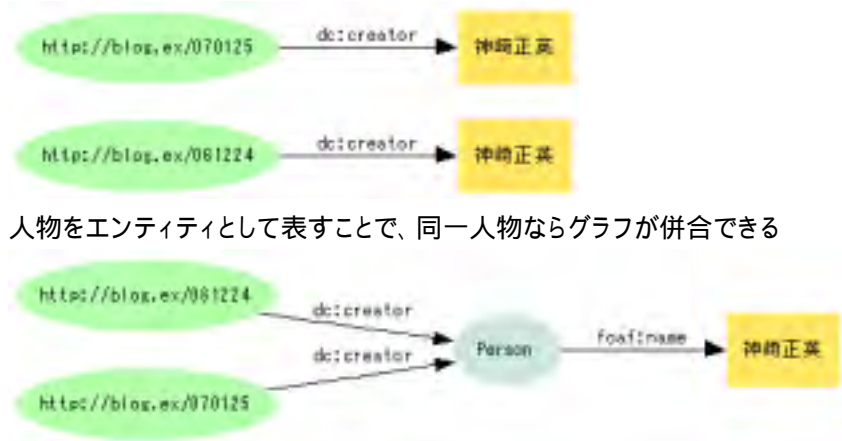 http://blog.ex/070125 dc:creator 神崎正英
http://blog.ex/061224 dc:creator 神崎正英
人物をエンティティとして表すことで、同一人物ならグラフが併合できる
http://blog.ex/061224
dc:creator
Person foaf:name 神崎正英
dc:creator
http://blog.ex/070125